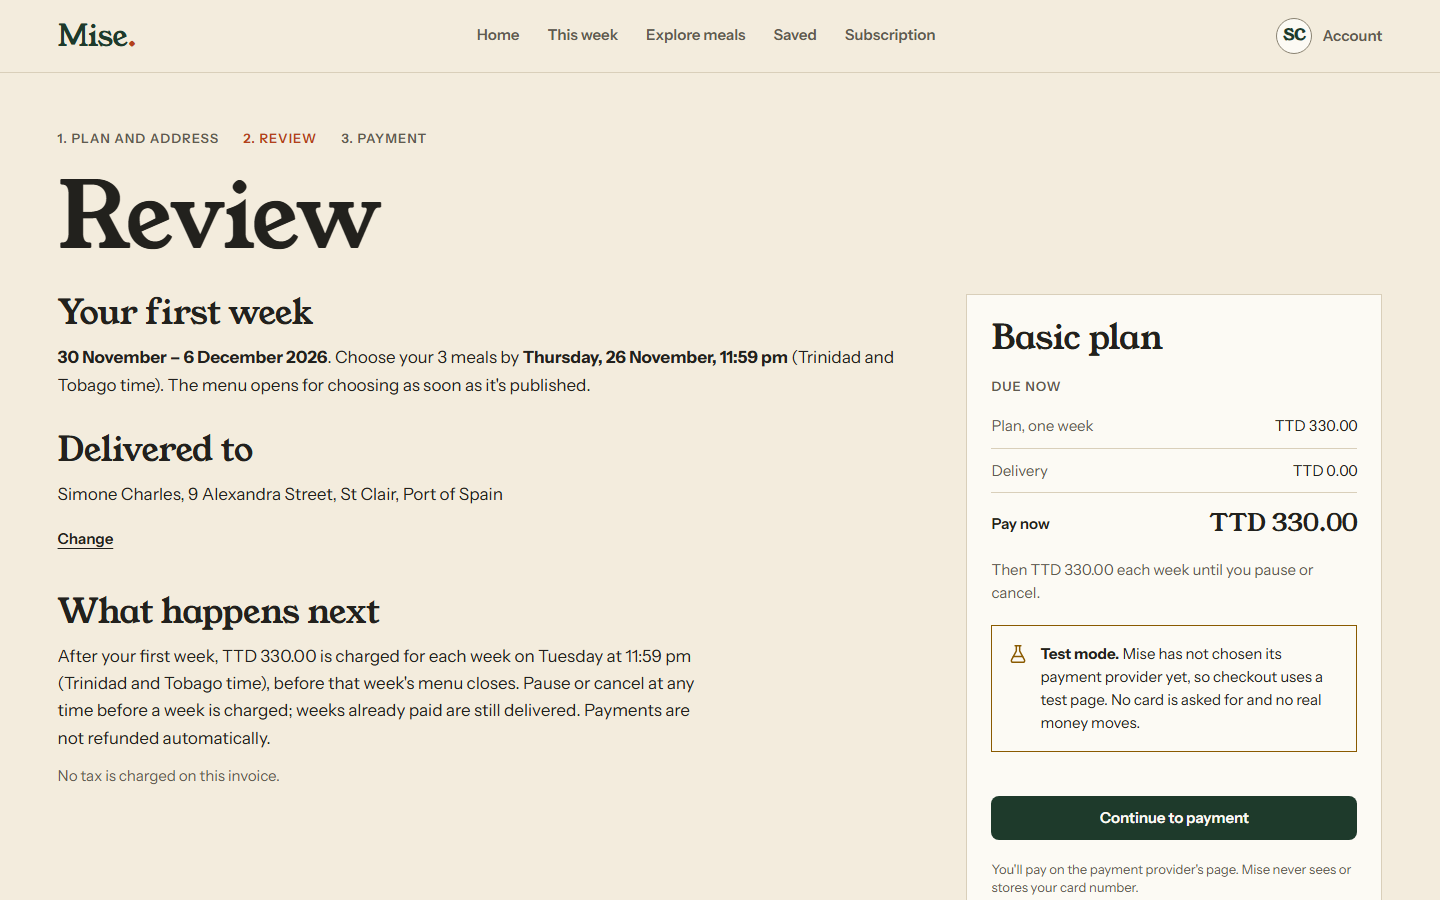 Mise.
Home
This week
Explore meals
Saved
Subscription
SC
Account
1. PLAN AND ADDRESS
2. REVIEW
3. PAYMENT
Review
Your first week
30 November – 6 December 2026. Choose your 3 meals by Thursday, 26 November, 11:59 pm (Trinidad and
Tobago time). The menu opens for choosing as soon as it's published.
Delivered to
Simone Charles, 9 Alexandra Street, St Clair, Port of Spain
Change
What happens next
After your first week, TTD 330.00 is charged for each week on Tuesday at 11:59 pm
(Trinidad and Tobago time), before that week's menu closes. Pause or cancel at any
time before a week is charged; weeks already paid are still delivered. Payments are
not refunded automatically.
No tax is charged on this invoice.
Basic plan
DUE NOW
Plan, one week TTD 330.00
Delivery TTD 0.00
Pay now TTD 330.00
Then TTD 330.00 each week until you pause or
cancel.
Test mode. Mise has not chosen its
payment provider yet, so checkout uses a
test page. No card is asked for and no real
money moves.
Continue to payment
You'll pay on the payment provider's page. Mise never sees or
stores your card number.